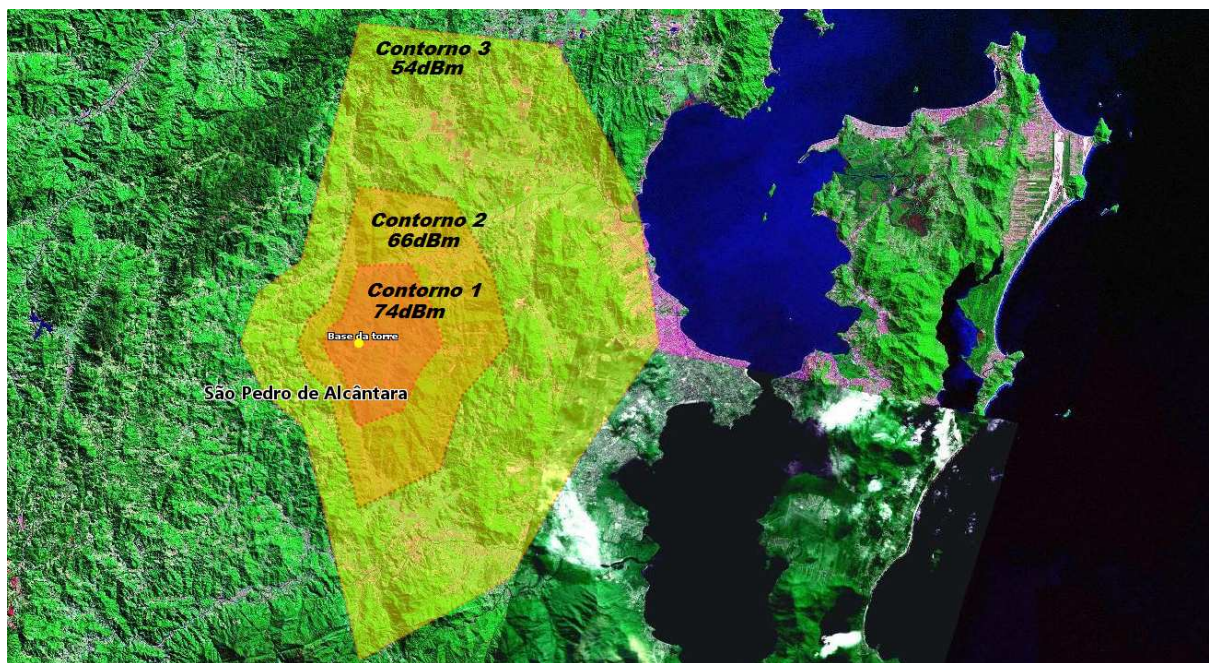 Contorno 3
54dBm
Contorno 2
66dBm
Contorno 1
74dBm
Base da torre
São Pedro de Alcântara